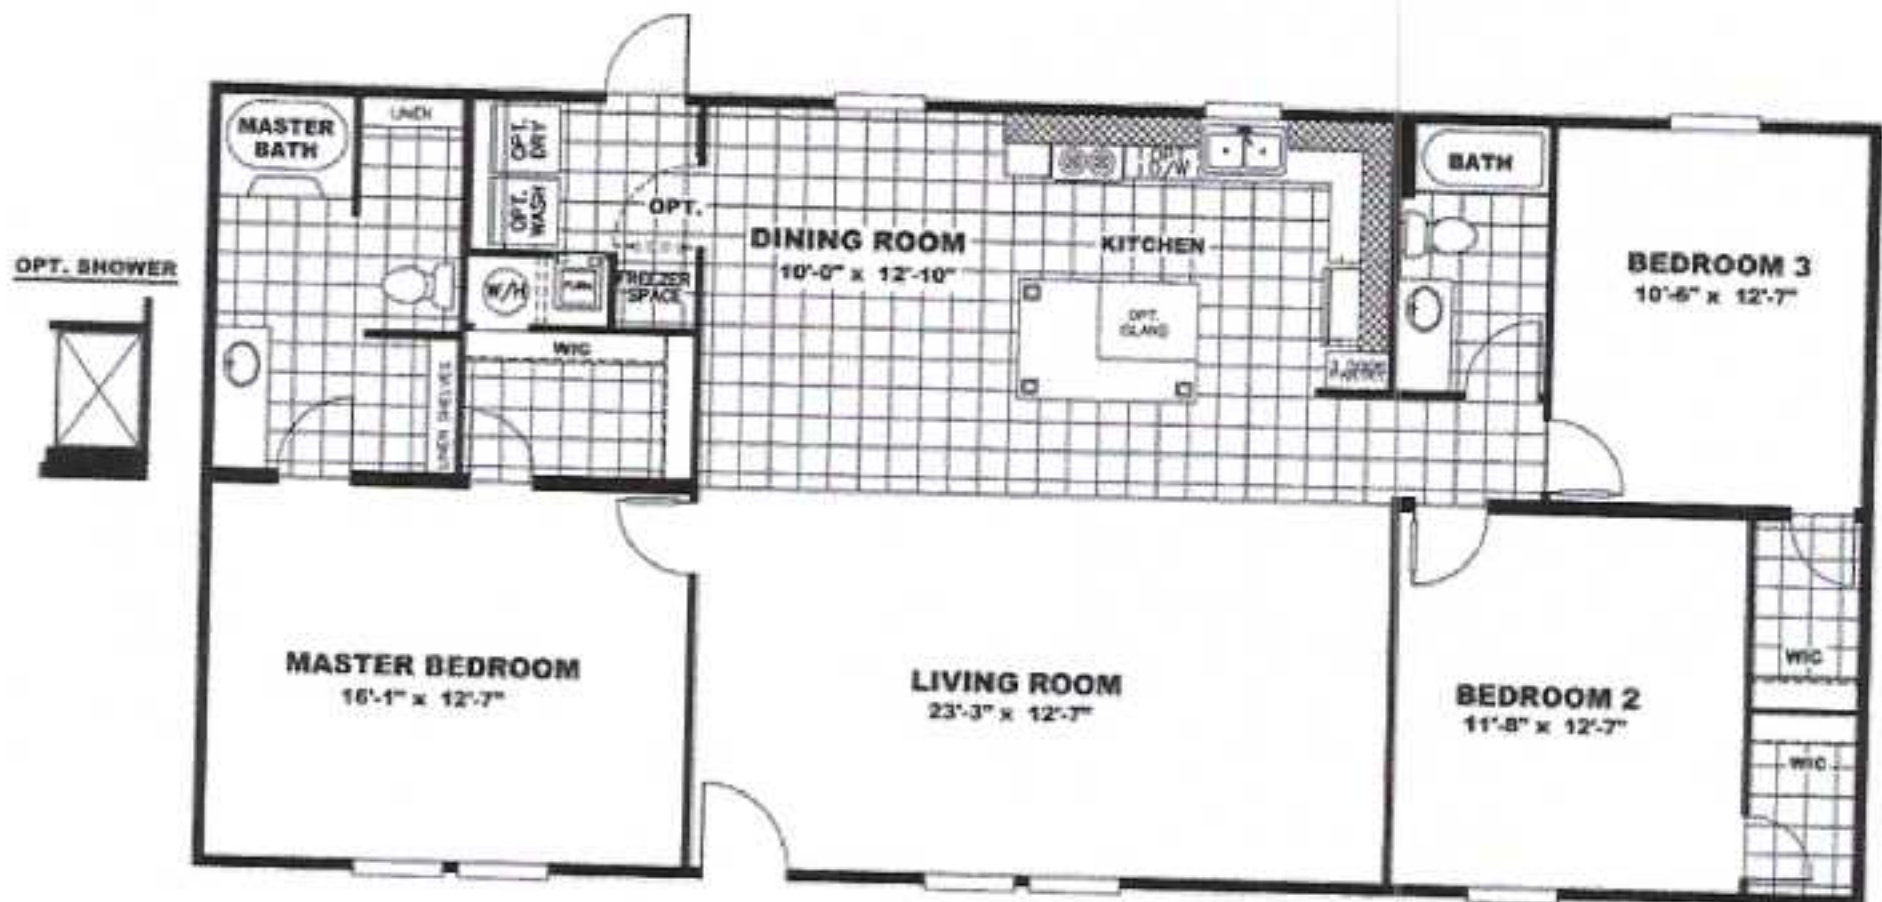 MASTER
BATH
LINEN
OPT.
DRY
OPT.
WASH
OPT.
W/H
FURN
FREEZER
SPACE
WIC
LINEN SHELVES
OPT. SHOWER
DINING ROOM
10'-0" x 12'-10"
KITCHEN
OPT.
D/W
OPT.
ISLAND
BATH
BEDROOM 3
10'-6" x 12'-7"
MASTER BEDROOM
16'-1" x 12'-7"
LIVING ROOM
23'-3" x 12'-7"
BEDROOM 2
11'-8" x 12'-7"
WIC
WIC